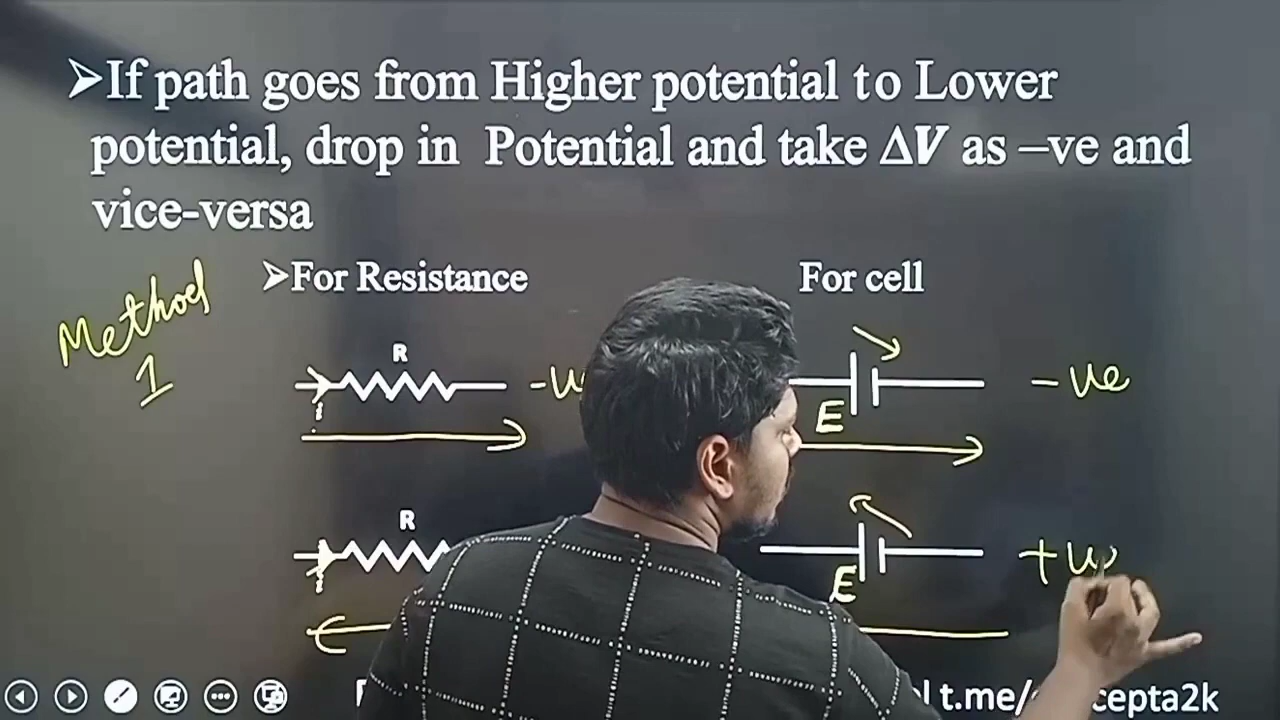 ➤If path goes from Higher potential to Lower
potential, drop in Potential and take ΔV as –ve and
vice-versa
Method
1
➤For Resistance
For cell
R
i
E
-ve
R
i
E
+ve
t.me/
cepta2k